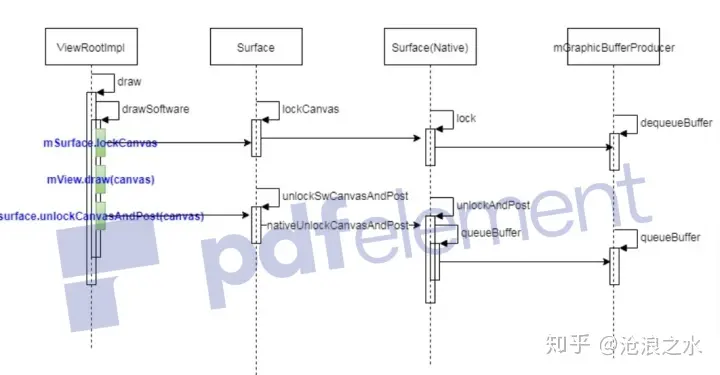 ViewRootImpl
Surface
Surface(Native)
mGraphicBufferProducer
draw
drawSoftware
lockCanvas
lock
dequeueBuffer
mSurface.lockCanvas
mView.draw(canvas)
unlockSwCanvasAndPost
unlockAndPost
surface.unlockCanvasAndPost(canvas)
nativeUnlockCanvasAndPost
queueBuffer
queueBuffer
pdfelement
知乎 @沧浪之水